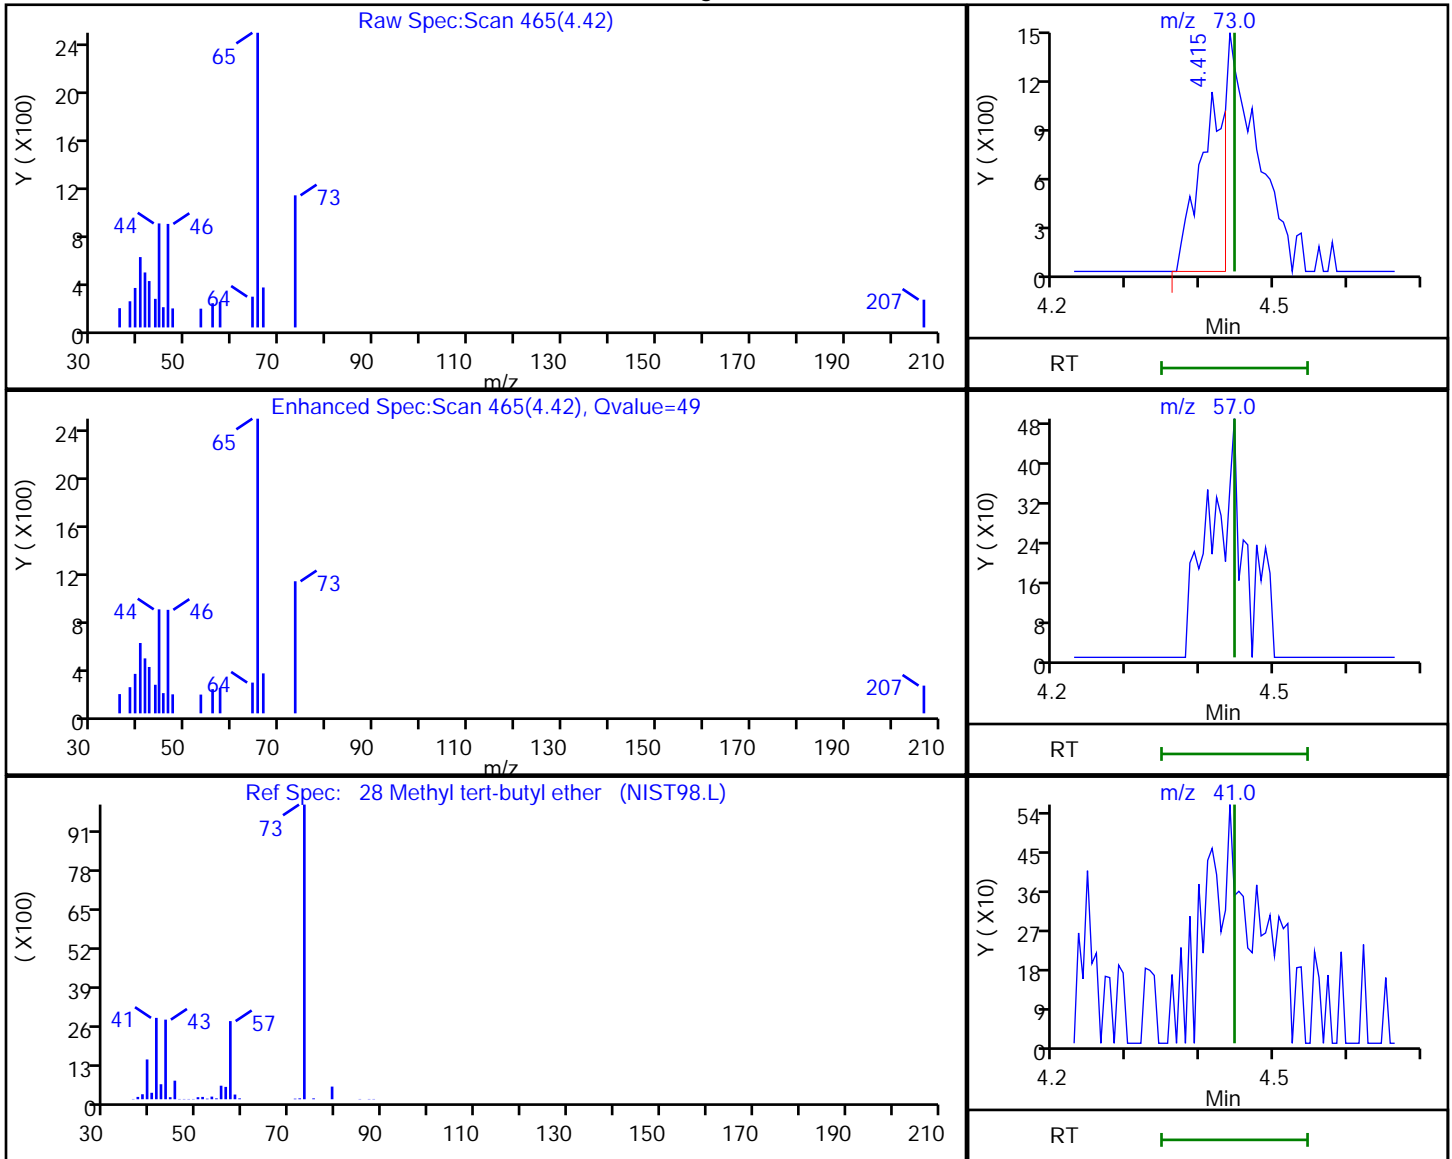 Raw Spec:Scan 465(4.42)
Y ( X100)
24
20
16
12
8
4
0
65
73
44
46
64
207
30 50 70 90 110 130 150 170 190 210
m/z
m/z 73.0
Y ( X100)
15
12
9
6
3
0
4.415
4.2 4.5
Min
RT
Enhanced Spec:Scan 465(4.42), Qvalue=49
Y ( X100)
24
20
16
12
8
4
0
65
73
44
46
64
207
30 50 70 90 110 130 150 170 190 210
m/z
m/z 57.0
Y ( X10)
48
40
32
24
16
8
0
4.2 4.5
Min
RT
Ref Spec: 28 Methyl tert-butyl ether (NIST98.L)
( X100)
91
78
65
52
39
26
13
0
73
41
43
57
30 50 70 90 110 130 150 170 190 210
m/z 41.0
Y ( X10)
54
45
36
27
18
9
0
4.2 4.5
Min
RT